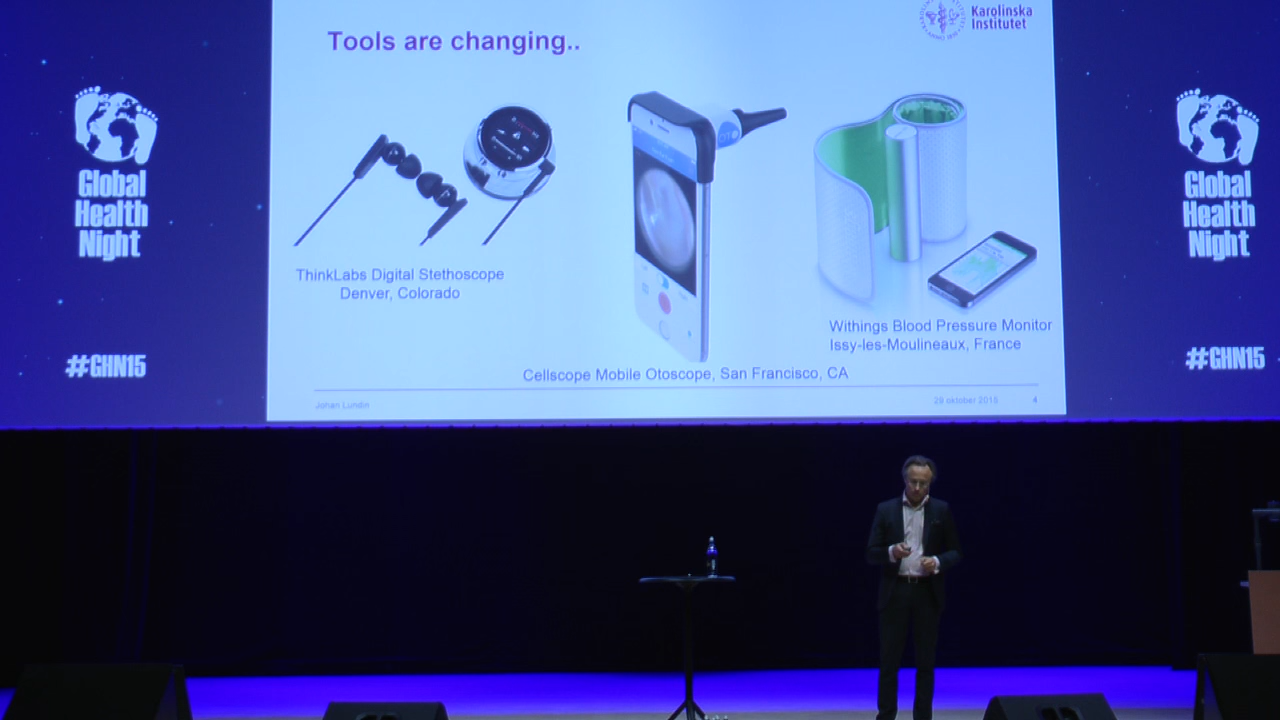 Tools are changing..
Karolinska
Institutet
Global
Health
Night
#GHN15
ThinkLabs Digital Stethoscope
Denver, Colorado
Cellscope Mobile Otoscope, San Francisco, CA
Withings Blood Pressure Monitor
Issy-les-Moulineaux, France
Johan Lundin
29 oktober 2015
4
Global
Health
Night
#GHN15